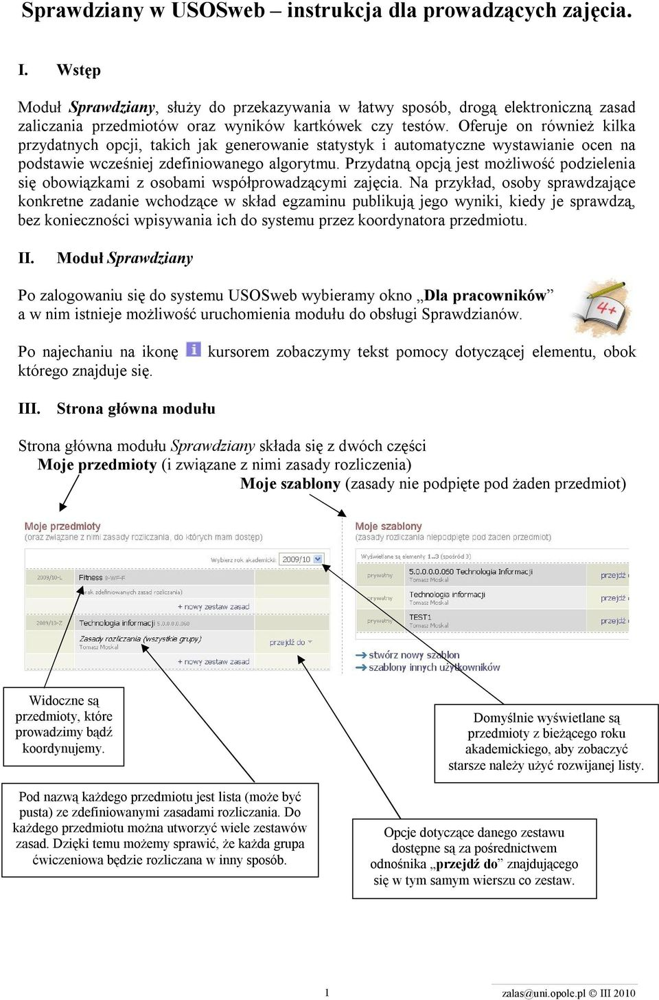 Sprawdziany w USOSweb – instrukcja dla prowadzących zajęcia.
I. Wstęp
Moduł Sprawdziany, służy do przekazywania w łatwy sposób, drogą elektroniczną zasad
zaliczania przedmiotów oraz wyników kartkówek czy testów. Oferuje on również kilka
przydatnych opcji, takich jak generowanie statystyk i automatyczne wystawianie ocen na
podstawie wcześniej zdefiniowanego algorytmu. Przydatną opcją jest możliwość podzielenia
się obowiązkami z osobami współprowadzącymi zajęcia. Na przykład, osoby sprawdzające
konkretne zadanie wchodzące w skład egzaminu publikują jego wyniki, kiedy je sprawdzą,
bez konieczności wpisywania ich do systemu przez koordynatora przedmiotu.
II. Moduł Sprawdziany
Po zalogowaniu się do systemu USOSweb wybieramy okno „Dla pracowników”
a w nim istnieje możliwość uruchomienia modułu do obsługi Sprawdzianów.
4+
Po najechaniu na ikonę i kursorem zobaczymy tekst pomocy dotyczącej elementu, obok
którego znajduje się.
III. Strona główna modułu
Strona główna modułu Sprawdziany składa się z dwóch części
Moje przedmioty (i związane z nimi zasady rozliczenia)
Moje szablony (zasady nie podpięte pod żaden przedmiot)
Moje przedmioty
(oraz związane z nimi zasady rozliczania, do których mam dostęp)
Wybierz rok akademicki: 2009/10
2009/10-L Fitness 8-WF-F
brak zdefiniowanych zasad rozliczania)
+ nowy zestaw zasad
2009/10-Z Technologia informacji 5.0.0.0.0.060
Zasady rozliczania (wszystkie grupy)
Tomasz Moskal
przejdź do
+ nowy zestaw zasad
Moje szablony
(zasady rozliczania niepodpięte pod żaden przedmiot)
Wyświetlane są elementy 1..3 (spośród 3)
prywatny 5.0.0.0.0.060 Technologia Informacji przejdź
Tomasz Moskal
prywatny Technologia informacji przejdź
Tomasz Moskal
prywatny TEST1 przejdź
Tomasz Moskal
stwórz nowy szablon
szablony innych użytkowników
Widoczne są
przedmioty, które
prowadzimy bądź
koordynujemy.
Domyślnie wyświetlane są
przedmioty z bieżącego roku
akademickiego, aby zobaczyć
starsze należy użyć rozwijanej listy.
Pod nazwą każdego przedmiotu jest lista (może być
pusta) ze zdefiniowanymi zasadami rozliczania. Do
każdego przedmiotu można utworzyć wiele zestawów
zasad. Dzięki temu możemy sprawić, że każda grupa
ćwiczeniowa będzie rozliczana w inny sposób.
Opcje dotyczące danego zestawu
dostępne są za pośrednictwem
odnośnika „przejdź do” znajdującego
się w tym samym wierszu co zestaw.
1
zalas@uni.opole.pl © III 2010